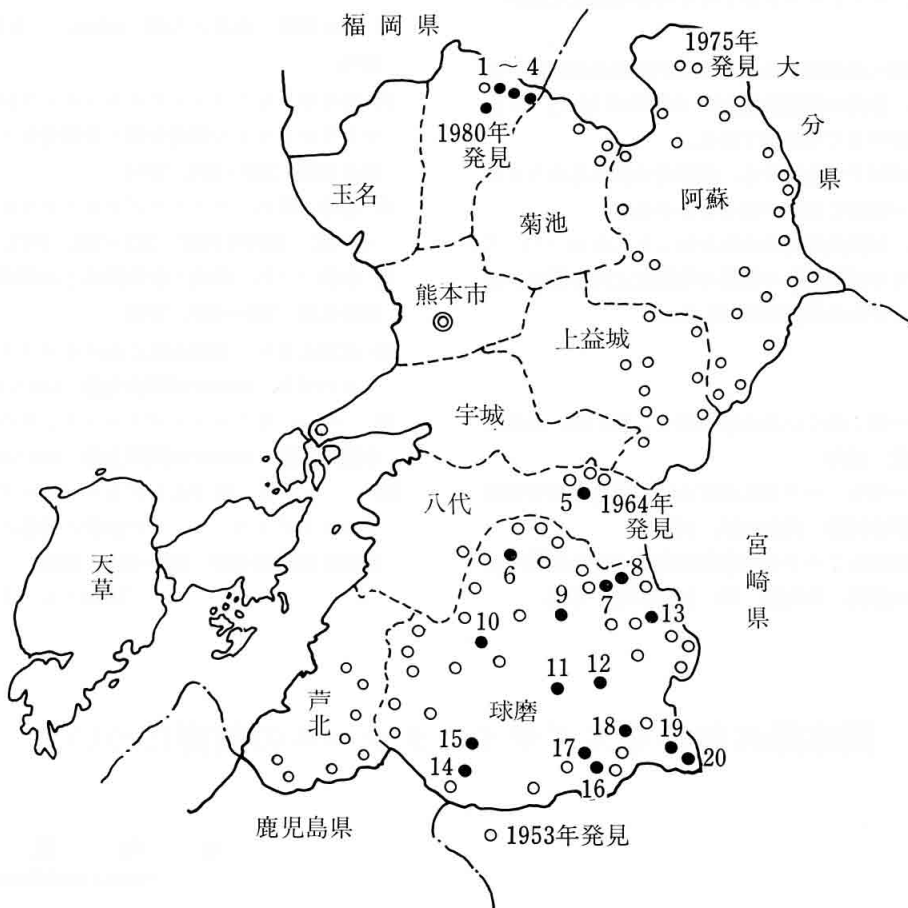 福岡県
1～4
1980年
発見
1975年
発見
大
分
県
玉名
菊池
阿蘇
熊本市
上益城
宇城
八代
5
1964年
発見
宮
崎
県
天
草
6
7
8
9
10
11
12
13
芦
北
球磨
14
15
16
17
18
19
20
鹿児島県
1953年発見